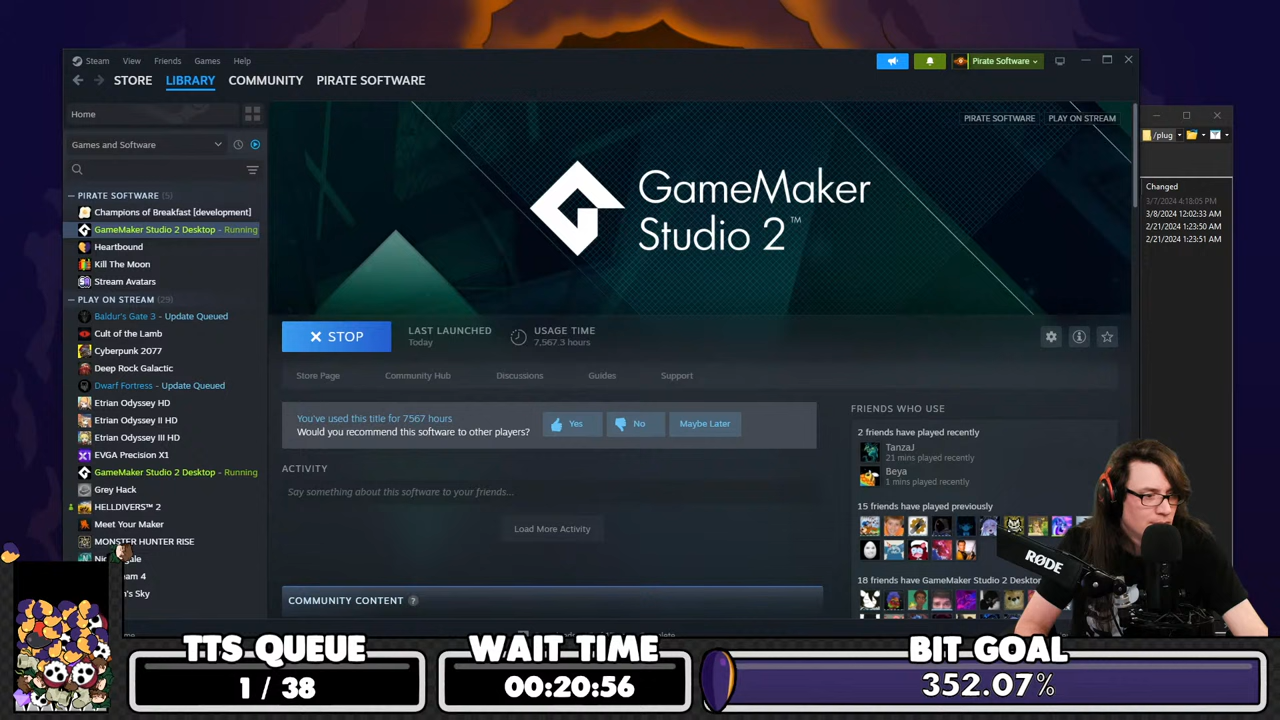 Steam View Friends Games Help
Pirate Software
STORE LIBRARY COMMUNITY PIRATE SOFTWARE
Home
Games and Software
PIRATE SOFTWARE (5)
Champions of Breakfast [development]
GameMaker Studio 2 Desktop - Running
Heartbound
Kill The Moon
Stream Avatars
PLAY ON STREAM (29)
Baldur's Gate 3 - Update Queued
Cult of the Lamb
Cyberpunk 2077
Deep Rock Galactic
Dwarf Fortress - Update Queued
Etrian Odyssey HD
Etrian Odyssey II HD
Etrian Odyssey III HD
EVGA Precision X1
GameMaker Studio 2 Desktop - Running
Grey Hack
HELLDIVERS™ 2
Meet Your Maker
MONSTER HUNTER RISE
PIRATE SOFTWARE PLAY ON STREAM
GameMaker
Studio 2™
STOP
LAST LAUNCHED
Today
USAGE TIME
7,567.3 hours
Store Page Community Hub Discussions Guides Support
You've used this title for 7567 hours
Would you recommend this software to other players?
Yes No Maybe Later
ACTIVITY
Say something about this software to your friends...
Load More Activity
COMMUNITY CONTENT ?
FRIENDS WHO USE
2 friends have played recently
TanzaJ
21 mins played recently
Beya
1 mins played recently
15 friends have played previously
18 friends have GameMaker Studio 2 Desktop
/plug
Changed
3/7/2024 4:18:05 PM
3/8/2024 12:02:33 AM
2/21/2024 1:23:50 AM
2/21/2024 1:23:51 AM
RØDE
TTS QUEUE
1 / 38
WAIT TIME
00:20:56
BIT GOAL
352.07%